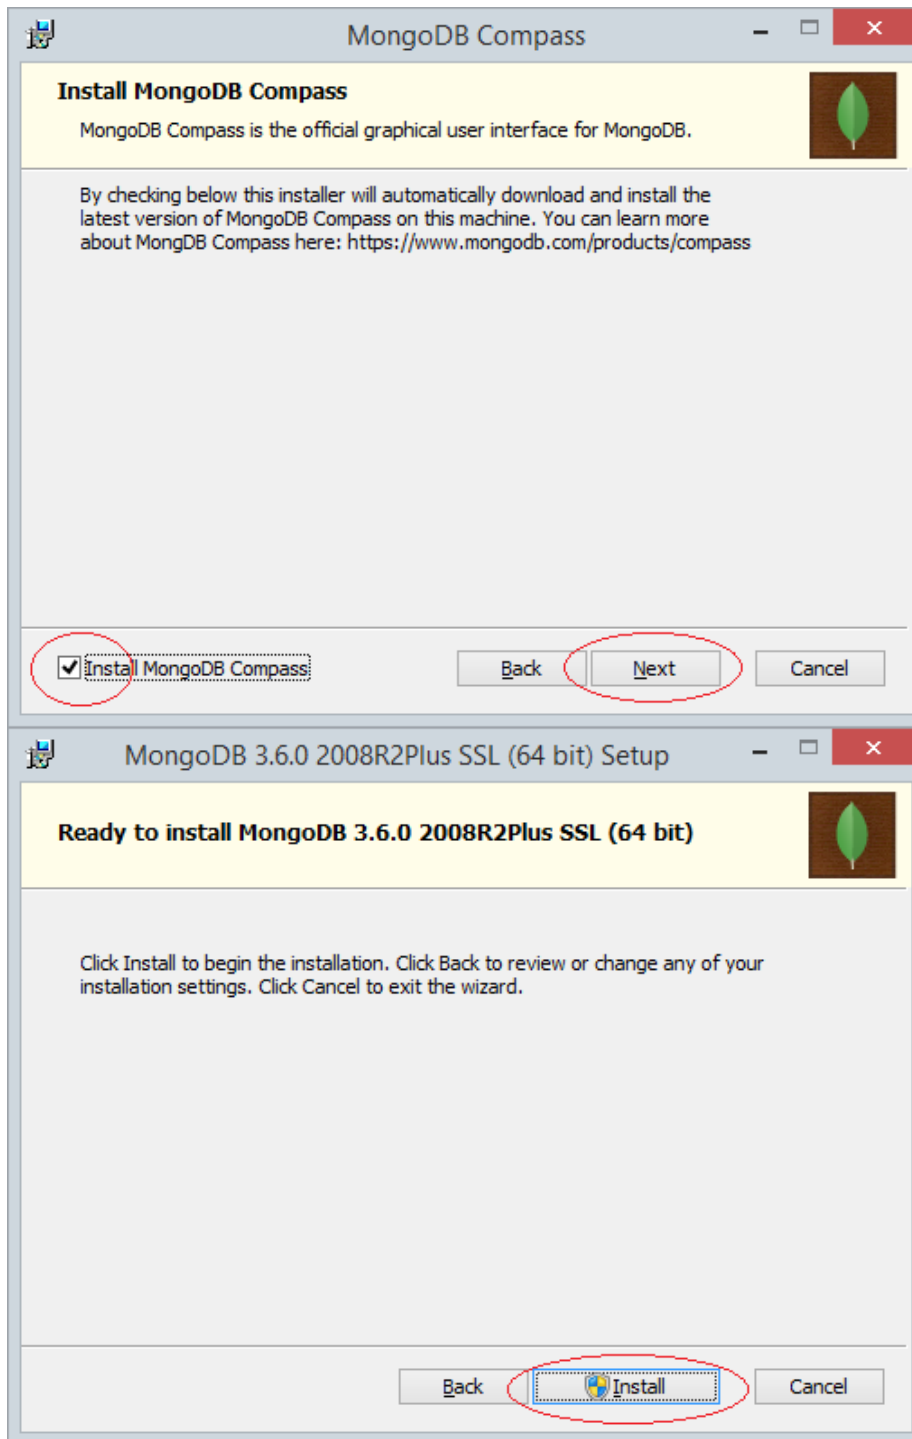 MongoDB Compass
Install MongoDB Compass
MongoDB Compass is the official graphical user interface for MongoDB.
By checking below this installer will automatically download and install the
latest version of MongoDB Compass on this machine. You can learn more
about MongDB Compass here: https://www.mongodb.com/products/compass
Install MongoDB Compass Back Next Cancel
MongoDB 3.6.0 2008R2Plus SSL (64 bit) Setup
Ready to install MongoDB 3.6.0 2008R2Plus SSL (64 bit)
Click Install to begin the installation. Click Back to review or change any of your
installation settings. Click Cancel to exit the wizard.
Back Install Cancel